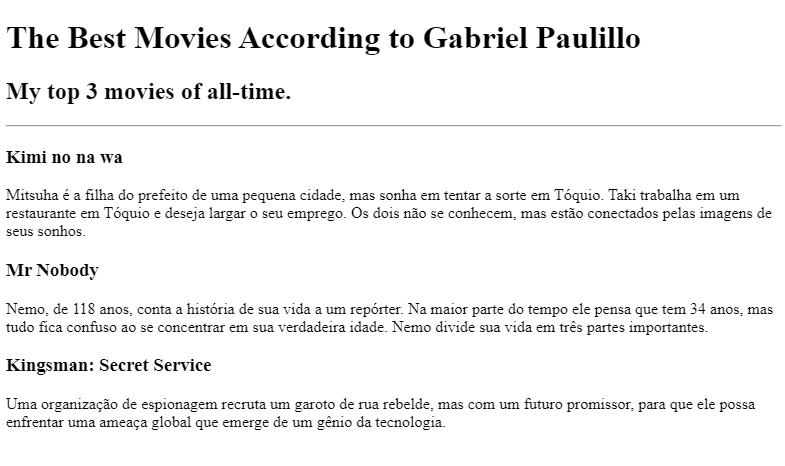 The Best Movies According to Gabriel Paulillo
My top 3 movies of all-time.
Kimi no na wa
Mitsuha é a filha do prefeito de uma pequena cidade, mas sonha em tentar a sorte em Tóquio. Taki trabalha em um
restaurante em Tóquio e deseja largar o seu emprego. Os dois não se conhecem, mas estão conectados pelas imagens de
seus sonhos.
Mr Nobody
Nemo, de 118 anos, conta a história de sua vida a um repórter. Na maior parte do tempo ele pensa que tem 34 anos, mas
tudo fica confuso ao se concentrar em sua verdadeira idade. Nemo divide sua vida em três partes importantes.
Kingsman: Secret Service
Uma organização de espionagem recruta um garoto de rua rebelde, mas com um futuro promissor, para que ele possa
enfrentar uma ameaça global que emerge de um gênio da tecnologia.